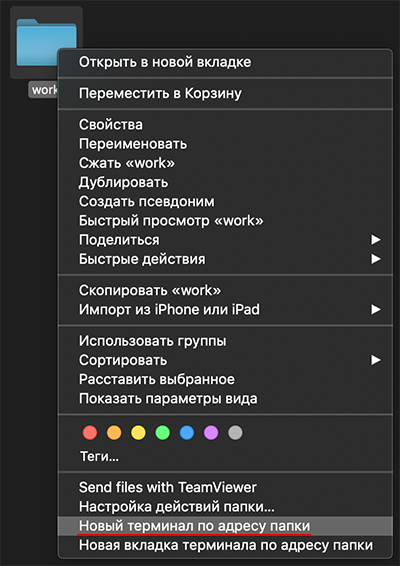 work
Открыть в новой вкладке
Переместить в Корзину
Свойства
Переименовать
Сжать «work»
Дублировать
Создать псевдоним
Быстрый просмотр «work»
Поделиться
Быстрые действия
Скопировать «work»
Импорт из iPhone или iPad
Использовать группы
Сортировать
Расставить выбранное
Показать параметры вида
Теги...
Send files with TeamViewer
Настройка действий папки...
Новый терминал по адресу папки
Новая вкладка терминала по адресу папки